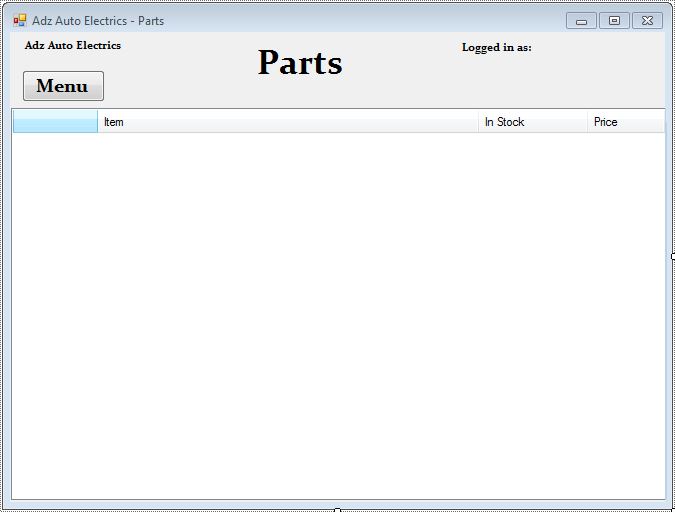 Adz Auto Electrics - Parts
Adz Auto Electrics
Parts
Logged in as:
Menu
Item In Stock Price